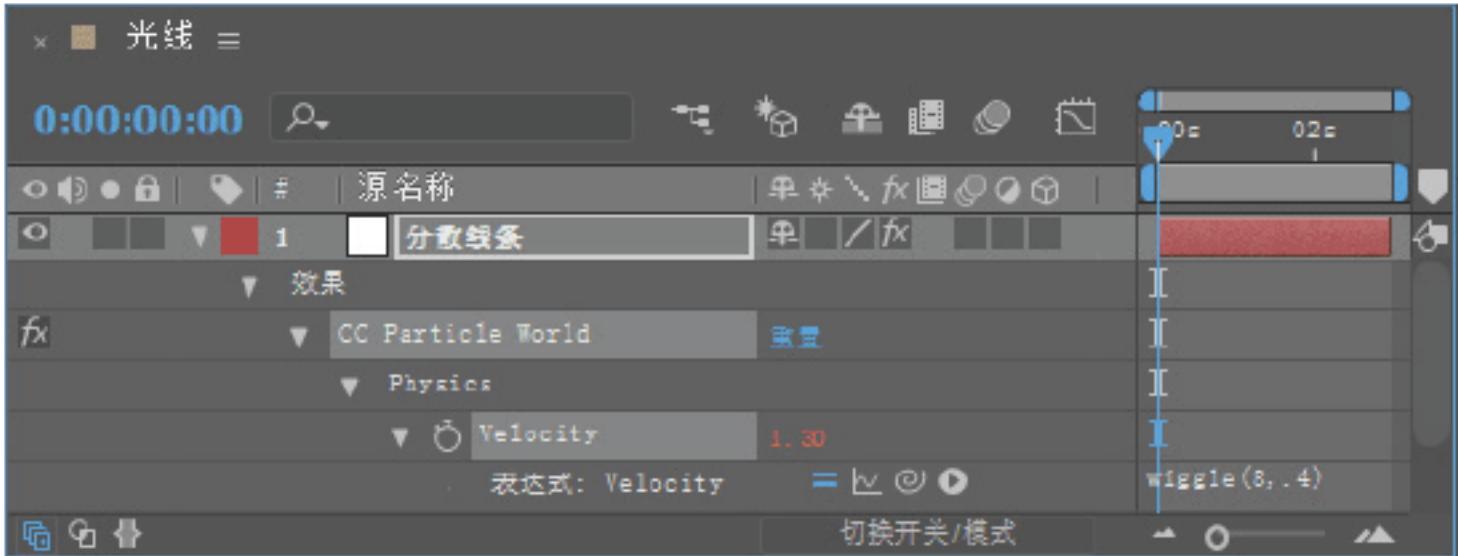 光线
0:00:00:00
00s 02s
# 源名称
1 分散线条 fx
效果
fx CC Particle World 重置
Physics
Velocity 1.30
表达式: Velocity wiggle(8,.4)
切换开关/模式